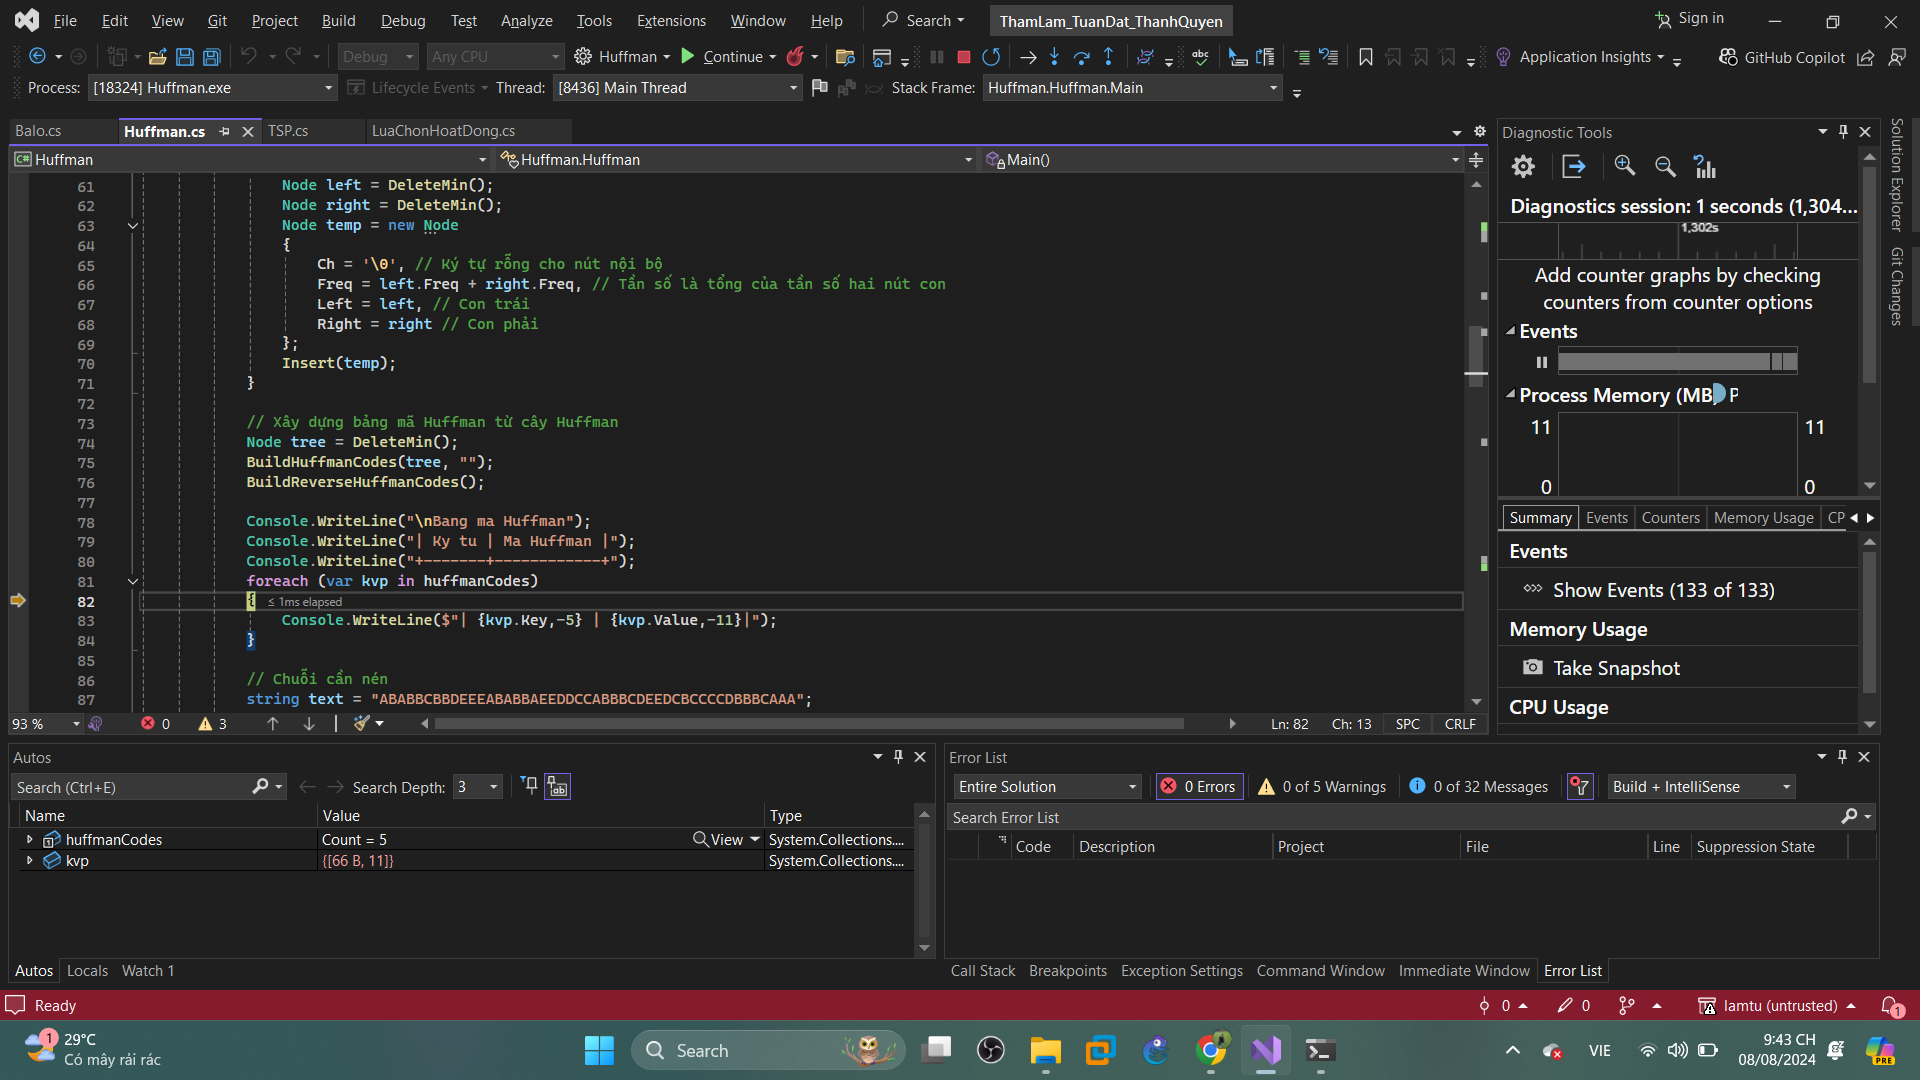 File Edit View Git Project Build Debug Test Analyze Tools Extensions Window Help Search ThamLam_TuanDat_ThanhQuyen Sign in
Debug Any CPU Huffman Continue Application Insights GitHub Copilot
Process: [18324] Huffman.exe Lifecycle Events Thread: [8436] Main Thread Stack Frame: Huffman.Huffman.Main
Balo.cs Huffman.cs TSP.cs LuaChonHoatDong.cs
Huffman Huffman.Huffman Main()
61 Node left = DeleteMin();
62 Node right = DeleteMin();
63 Node temp = new Node
64 {
65 Ch = '\0', // Ký tự rỗng cho nút nội bộ
66 Freq = left.Freq + right.Freq, // Tần số là tổng của tần số hai nút con
67 Left = left, // Con trái
68 Right = right // Con phải
69 };
70 Insert(temp);
71 }
72
73 // Xây dựng bảng mã Huffman từ cây Huffman
74 Node tree = DeleteMin();
75 BuildHuffmanCodes(tree, "");
76 BuildReverseHuffmanCodes();
77
78 Console.WriteLine("\nBang ma Huffman");
79 Console.WriteLine("| Ky tu | Ma Huffman |");
80 Console.WriteLine("+-------+------------+");
81 foreach (var kvp in huffmanCodes)
82 { ≤ 1ms elapsed
83 Console.WriteLine($"| {kvp.Key,-5} | {kvp.Value,-11}|");
84 }
85
86 // Chuỗi cần nén
87 string text = "ABABBCBBDEEEABABBAEEDDCCABBBCDEEDCBCCCCDBBBCAAA";
93 % 0 3 Ln: 82 Ch: 13 SPC CRLF
Diagnostic Tools
Diagnostics session: 1 seconds (1,304...
1,302s
Add counter graphs by checking
counters from counter options
Events
Process Memory (MB) P
11 11
0 0
Summary Events Counters Memory Usage CP
Events
Show Events (133 of 133)
Memory Usage
Take Snapshot
CPU Usage
Solution Explorer
Git Changes
Autos
Search (Ctrl+E) Search Depth: 3
Name Value Type
huffmanCodes Count = 5 View System.Collections....
kvp {[66 B, 11]} System.Collections....
Autos Locals Watch 1
Error List
Entire Solution 0 Errors 0 of 5 Warnings 0 of 32 Messages Build + IntelliSense
Search Error List
Code Description Project File Line Suppression State
Call Stack Breakpoints Exception Settings Command Window Immediate Window Error List
Ready 0 0 lamtu (untrusted) 1
1 29°C
Có mây rải rác
Search
VIE
9:43 CH
08/08/2024
PRE